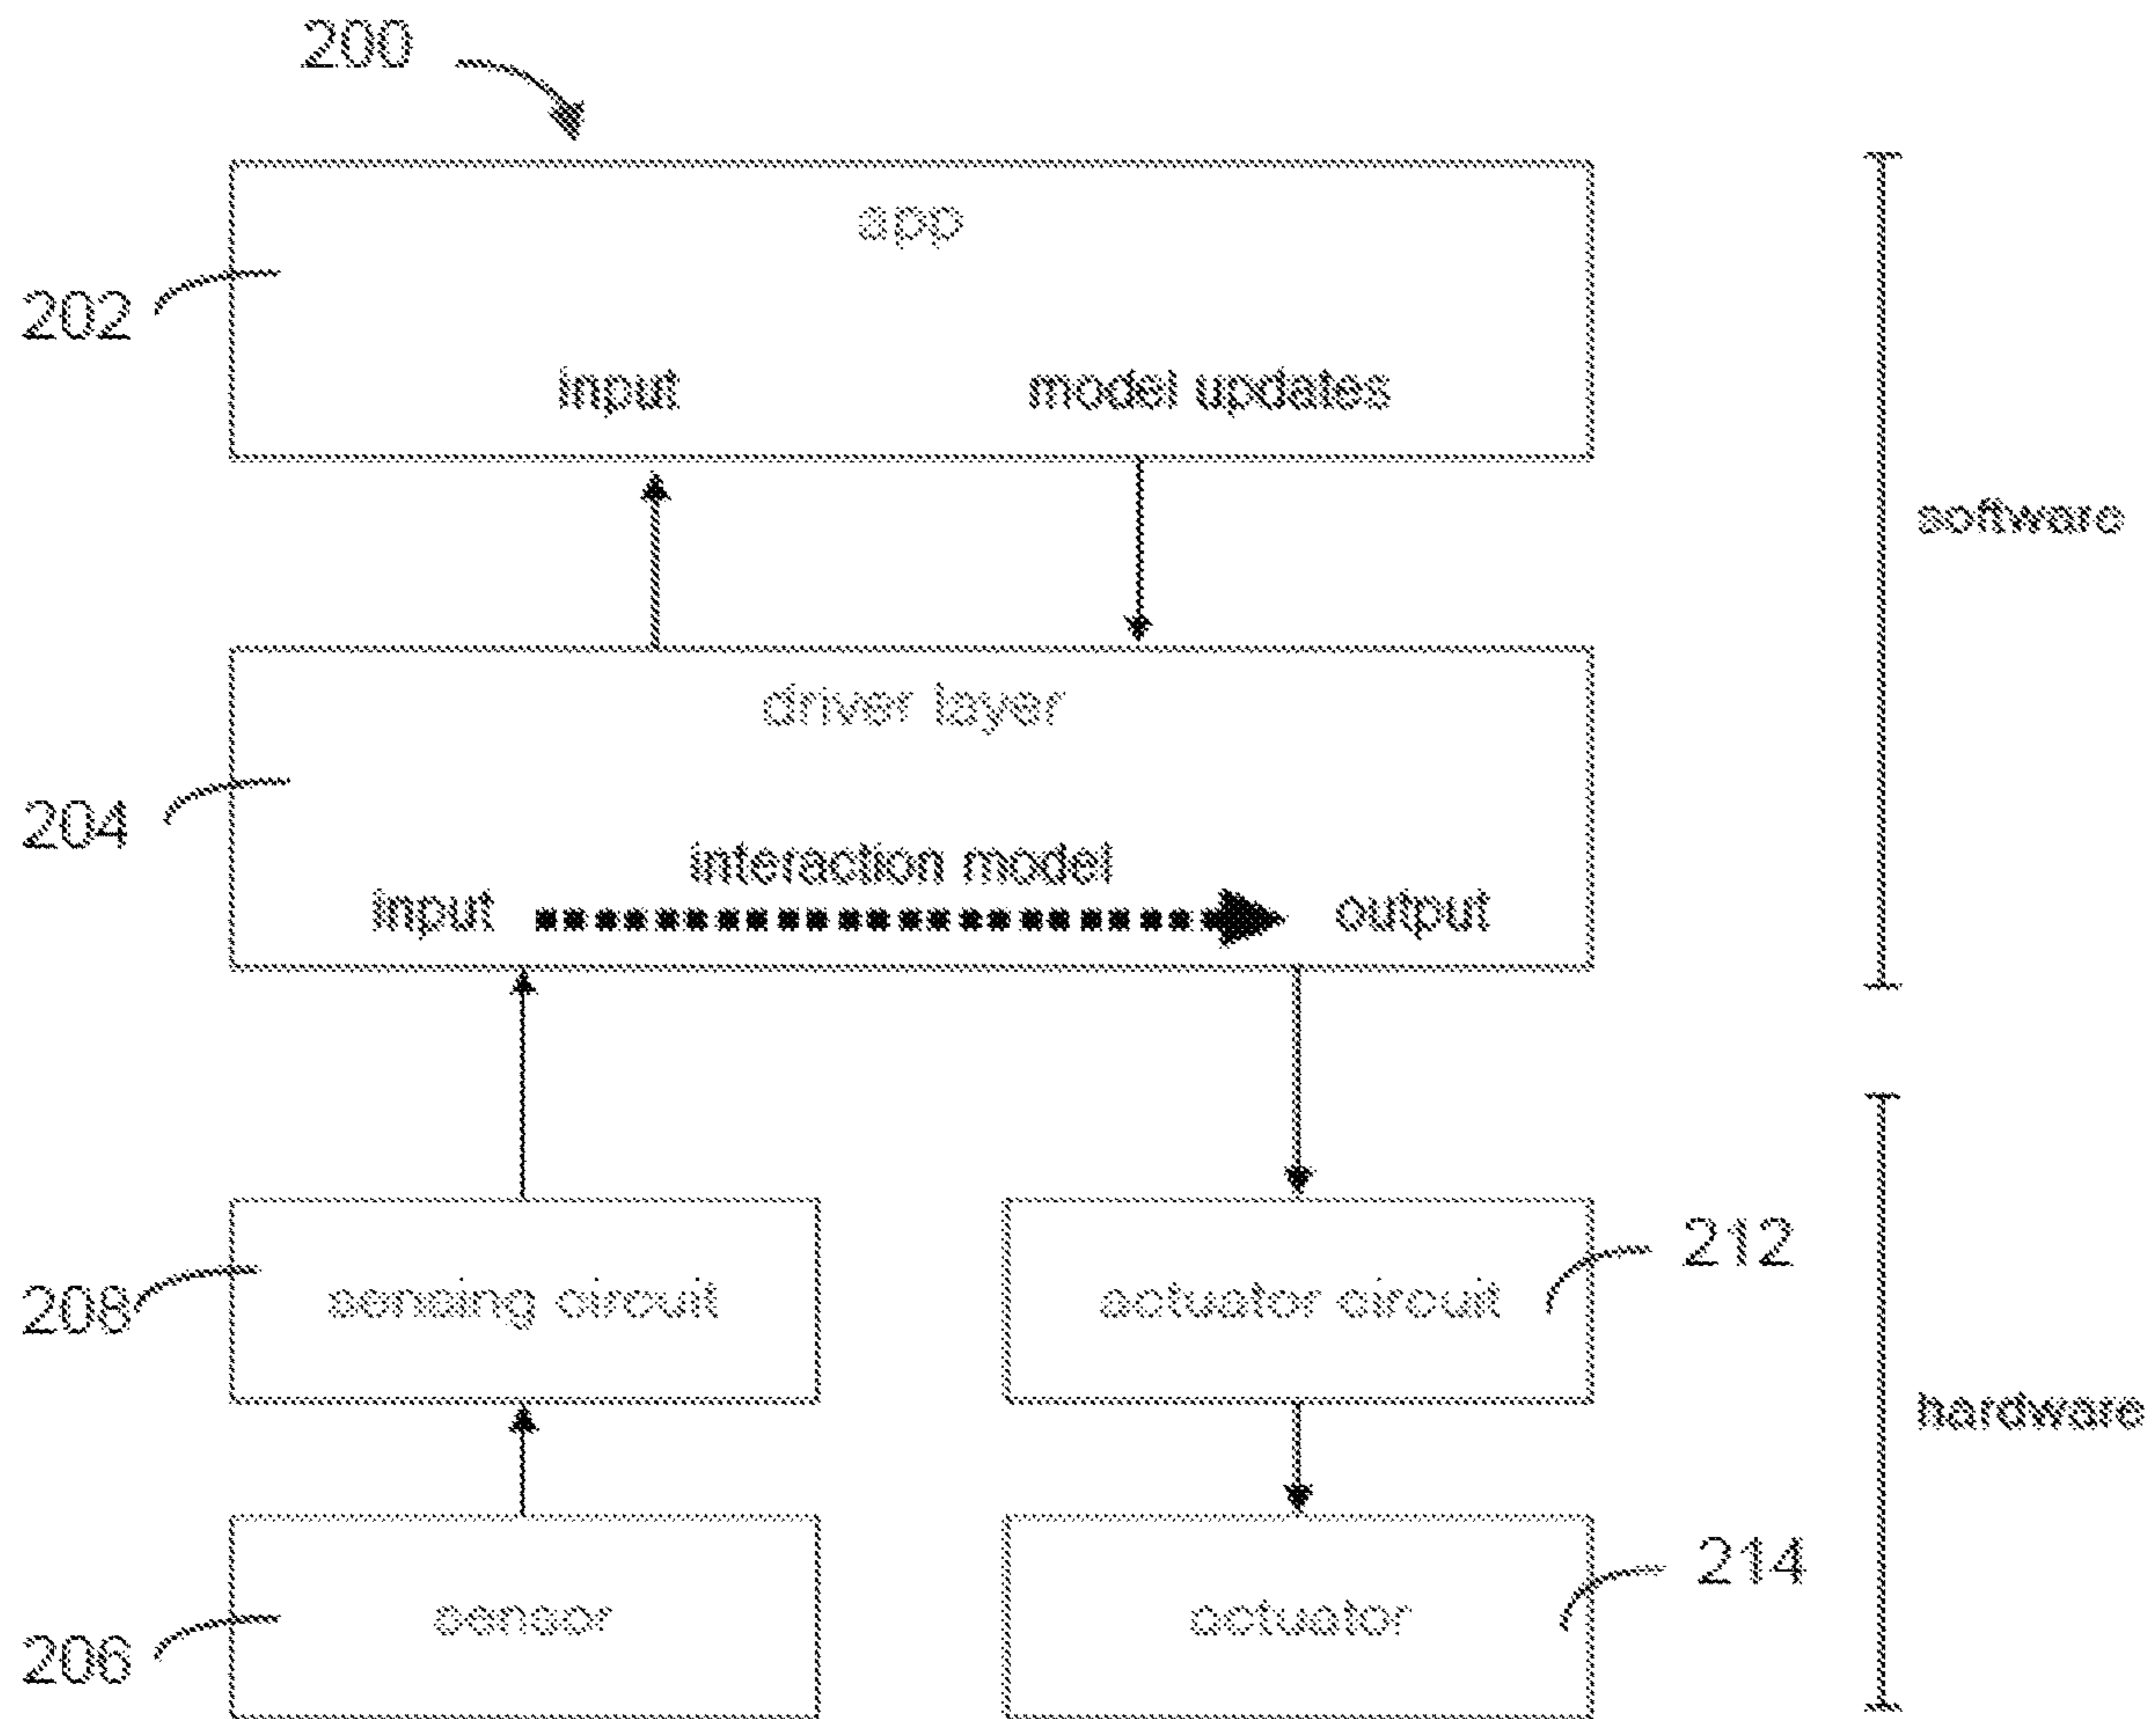 200
app
202
input model updates
software
driver layer
204
interaction model
input output
212
208 sensing circuit actuator circuit
hardware
214
206 sensor actuator